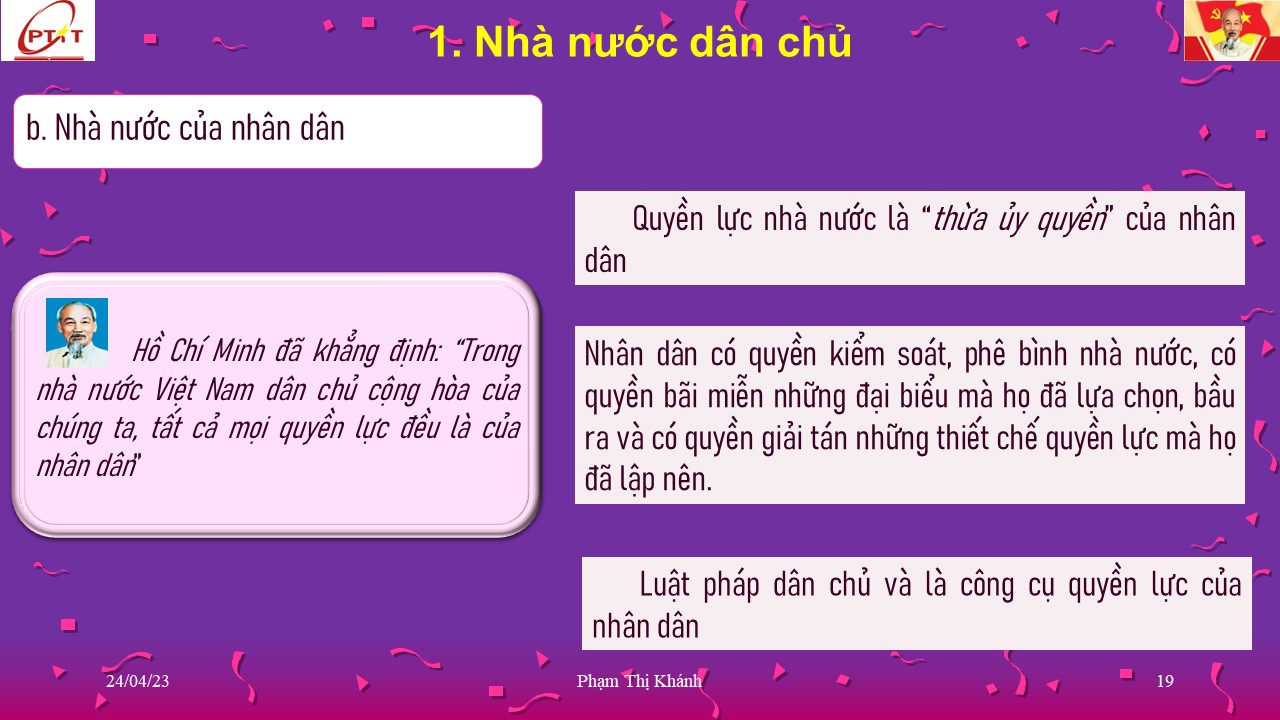 PTiT
1. Nhà nước dân chủ
b. Nhà nước của nhân dân
Hồ Chí Minh đã khẳng định: “Trong
nhà nước Việt Nam dân chủ cộng hòa của
chúng ta, tất cả mọi quyền lực đều là của
nhân dân”
Quyền lực nhà nước là “thừa ủy quyền” của nhân
dân
Nhân dân có quyền kiểm soát, phê bình nhà nước, có
quyền bãi miễn những đại biểu mà họ đã lựa chọn, bầu
ra và có quyền giải tán những thiết chế quyền lực mà họ
đã lập nên.
Luật pháp dân chủ và là công cụ quyền lực của
nhân dân
24/04/23
Phạm Thị Khánh
19